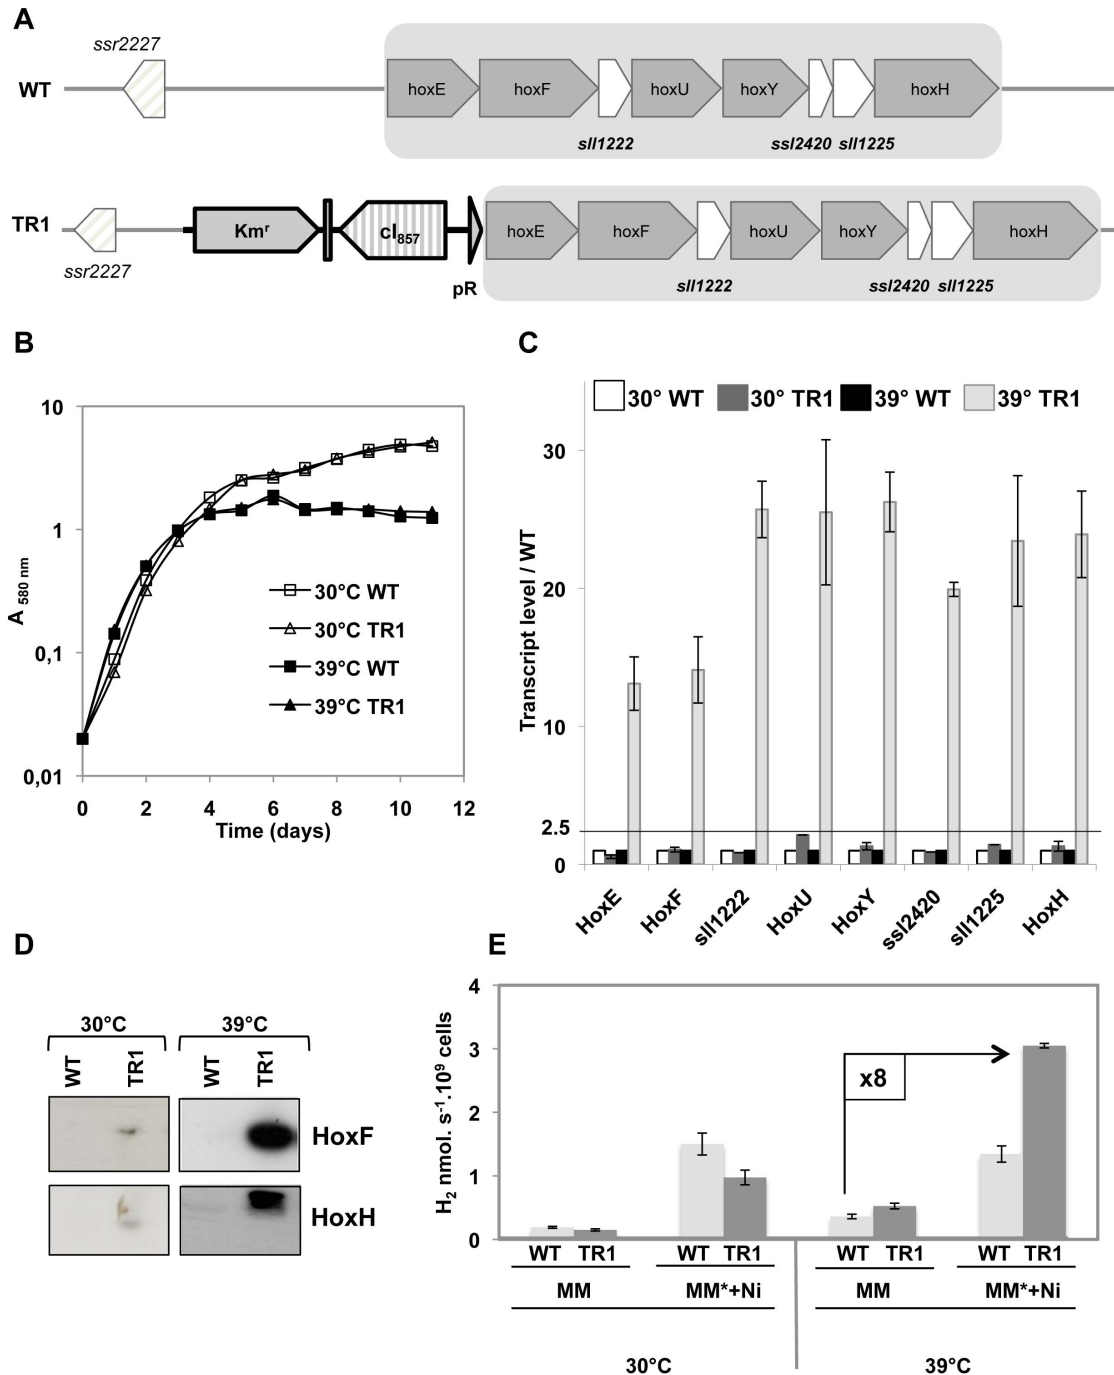 A
ssr2227
WT
hoxE hoxF hoxU hoxY hoxH
sll1222 ssl2420 sll1225
TR1
Kmʳ cI857 hoxE hoxF hoxU hoxY hoxH
ssr2227
pR
sll1222 ssl2420 sll1225
B
10
1
0,1
0,01
A 580 nm
30°C WT
30°C TR1
39°C WT
39°C TR1
0 2 4 6 8 10 12
Time (days)
C
30° WT 30° TR1 39° WT 39° TR1
Transcript level / WT
30
20
10
2.5
0
HoxE HoxF sll1222 HoxU HoxY ssl2420 sll1225 HoxH
D
30°C 39°C
WT TR1 WT TR1
HoxF
HoxH
E
H2 nmol. s-1.10⁹ cells
4
3
2
1
0
x8
WT TR1 WT TR1 WT TR1 WT TR1
MM MM*+Ni MM MM*+Ni
30°C 39°C